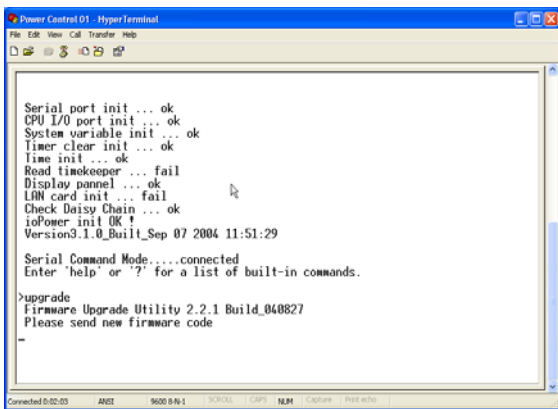 Power Control 01 - HyperTerminal
File Edit View Call Transfer Help
Serial port init ... ok
CPU I/O port init ... ok
System variable init ... ok
Timer clear init ... ok
Time init ... ok
Read timekeeper ... fail
Display pannel ... ok
LAN card init ... fail
Check Daisy Chain ... ok
ioPower init OK !
Version3.1.0_Built_Sep 07 2004 11:51:29
Serial Command Mode.....connected
Enter 'help' or '?' for a list of built-in commands.
>upgrade
Firmware Upgrade Utility 2.2.1 Build_040827
Please send new firmware code
_
Connected 0:02:03 ANSI 9600 8-N-1 SCROLL CAPS NUM Capture Print echo